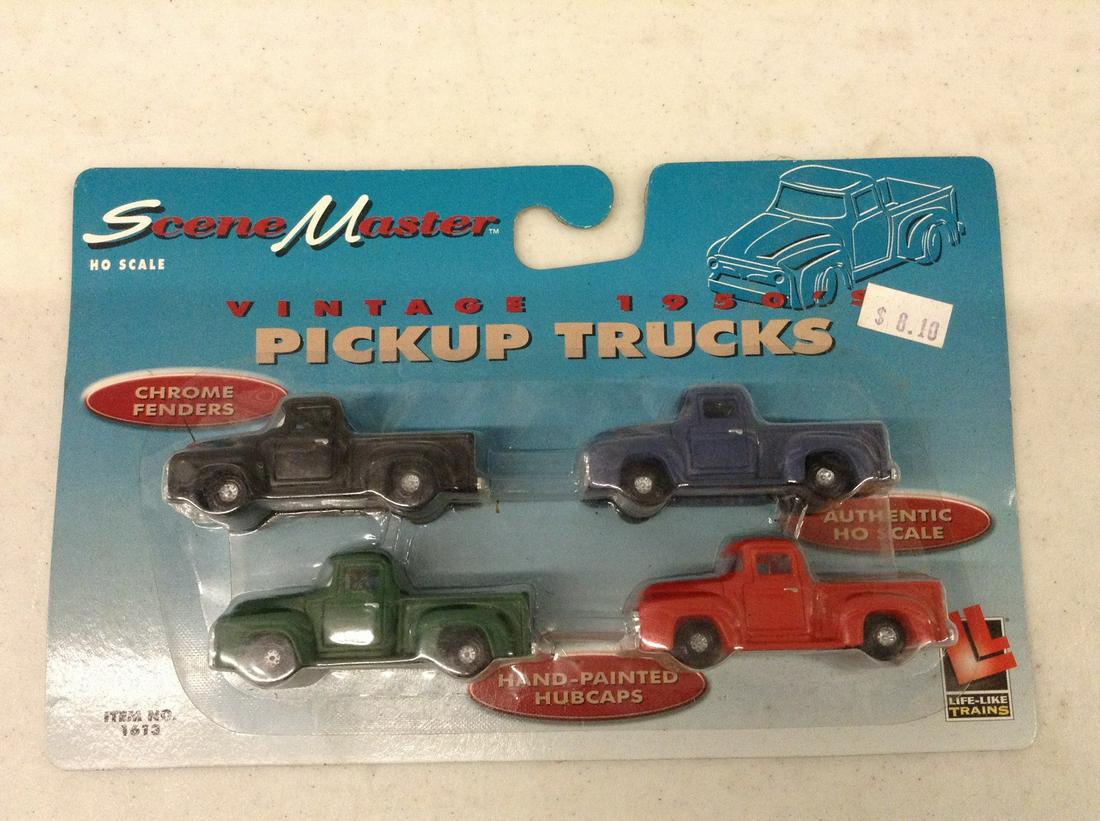 SceneMaster™
HO SCALE
VINTAGE 1950'S
PICKUP TRUCKS
$ 8.10
CHROME
FENDERS
AUTHENTIC
HO SCALE
HAND-PAINTED
HUBCAPS
ITEM NO.
1613
LIFE-LIKE
TRAINS